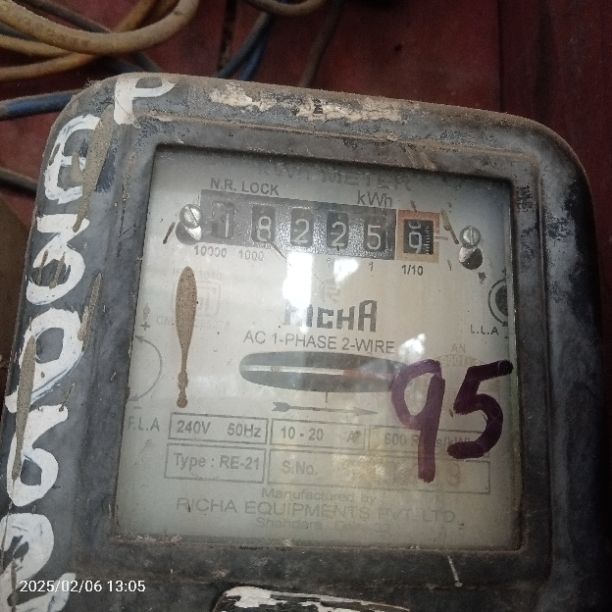 kWh METER
N.R. LOCK kWh
1 8 2 2 5 9
10000 1000 1 1/10
RICHA
AC 1-PHASE 2-WIRE
L.L.A
F.L.A
95
240V 50Hz 10 - 20 A
Type : RE-21 S.No.
Manufactured by
RICHA EQUIPMENTS PVT. LTD.
2025/02/06 13:05